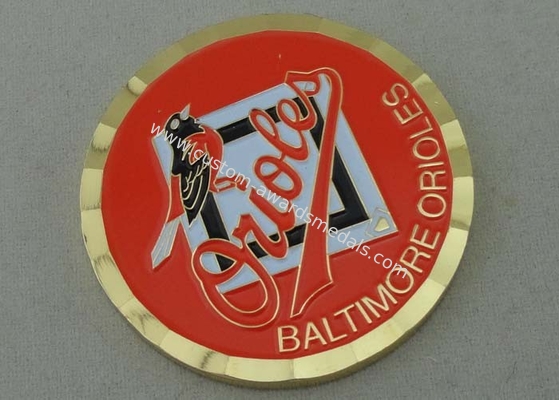 Orioles
BALTIMORE ORIOLES
www.custom-awardsmedals.com